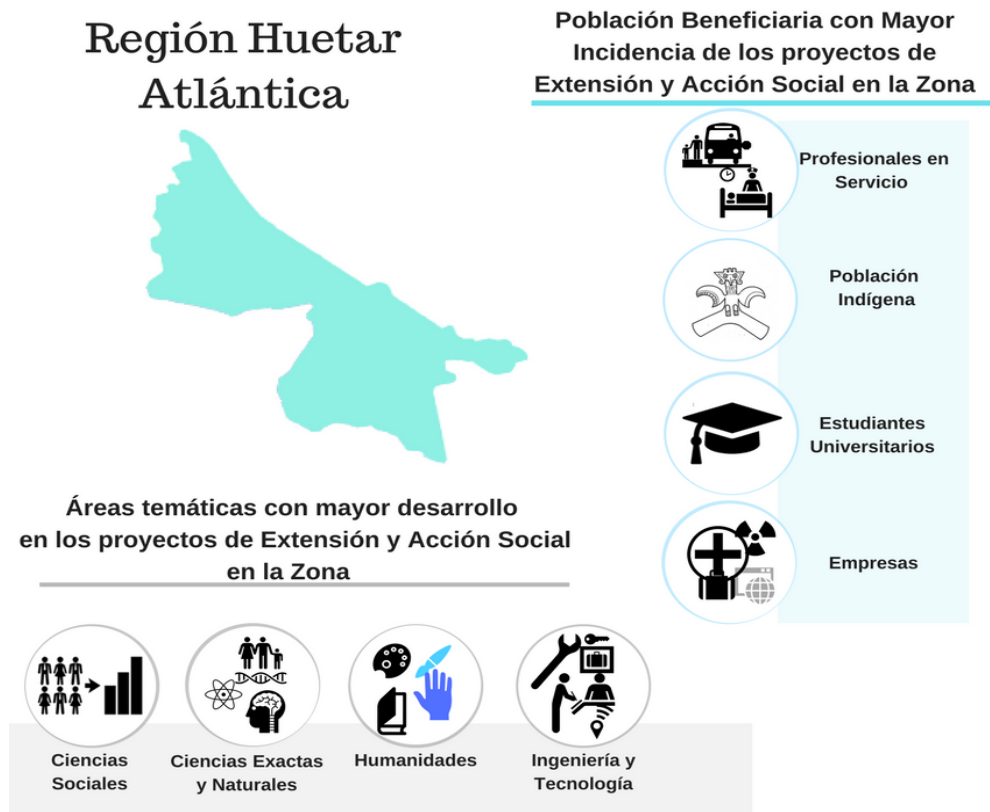 Región Huetar
Atlántica
Población Beneficiaria con Mayor
Incidencia de los proyectos de
Extensión y Acción Social en la Zona
Profesionales en
Servicio
Población
Indígena
Estudiantes
Universitarios
Empresas
Áreas temáticas con mayor desarrollo
en los proyectos de Extensión y Acción Social
en la Zona
Ciencias
Sociales
Ciencias Exactas
y Naturales
Humanidades
Ingeniería y
Tecnología